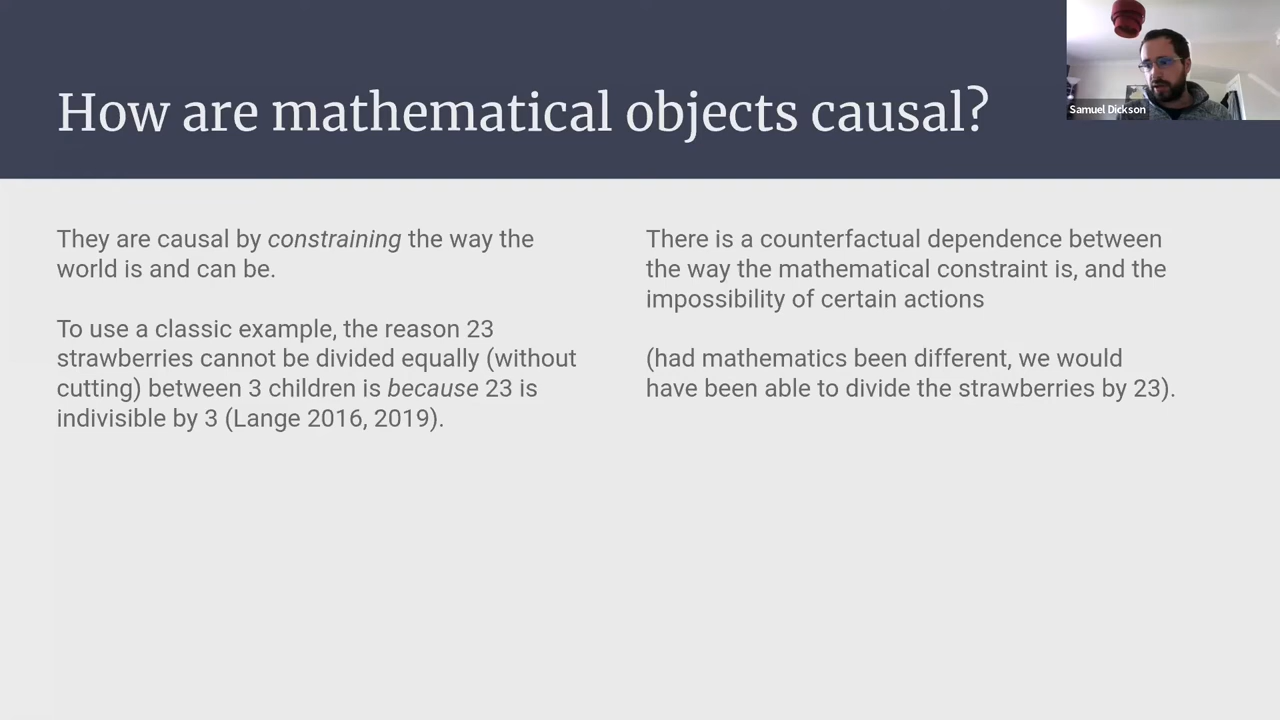 How are mathematical objects causal?
Samuel Dickson
They are causal by constraining the way the
world is and can be.
To use a classic example, the reason 23
strawberries cannot be divided equally (without
cutting) between 3 children is because 23 is
indivisible by 3 (Lange 2016, 2019).
There is a counterfactual dependence between
the way the mathematical constraint is, and the
impossibility of certain actions
(had mathematics been different, we would
have been able to divide the strawberries by 23).